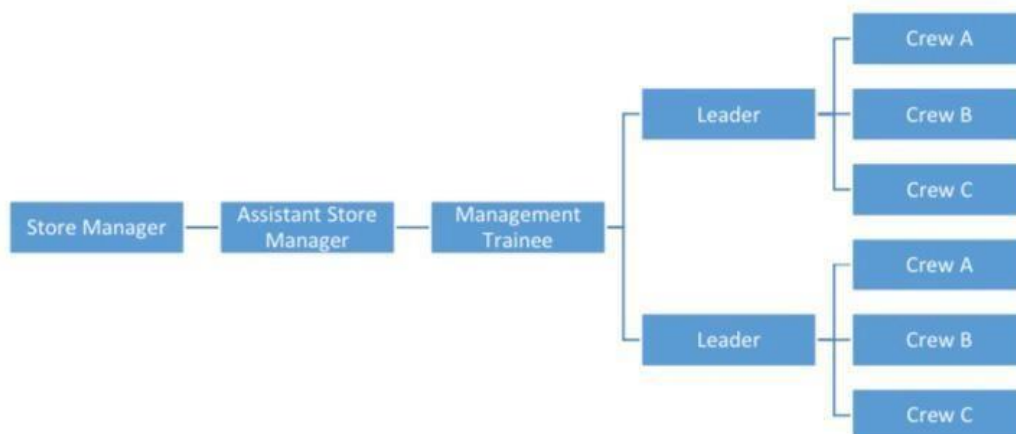 Store Manager
Assistant Store
Manager
Management
Trainee
Leader
Crew A
Crew B
Crew C
Leader
Crew A
Crew B
Crew C